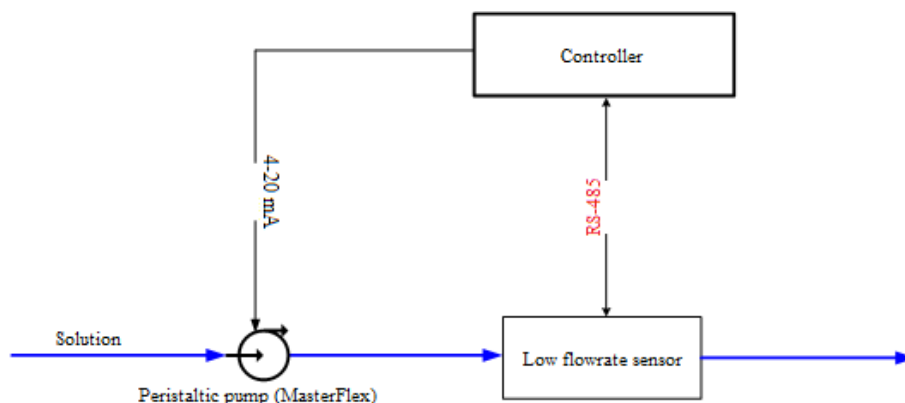 Controller
4-20 mA
RS-485
Solution
Low flowrate sensor
Peristaltic pump (MasterFlex)